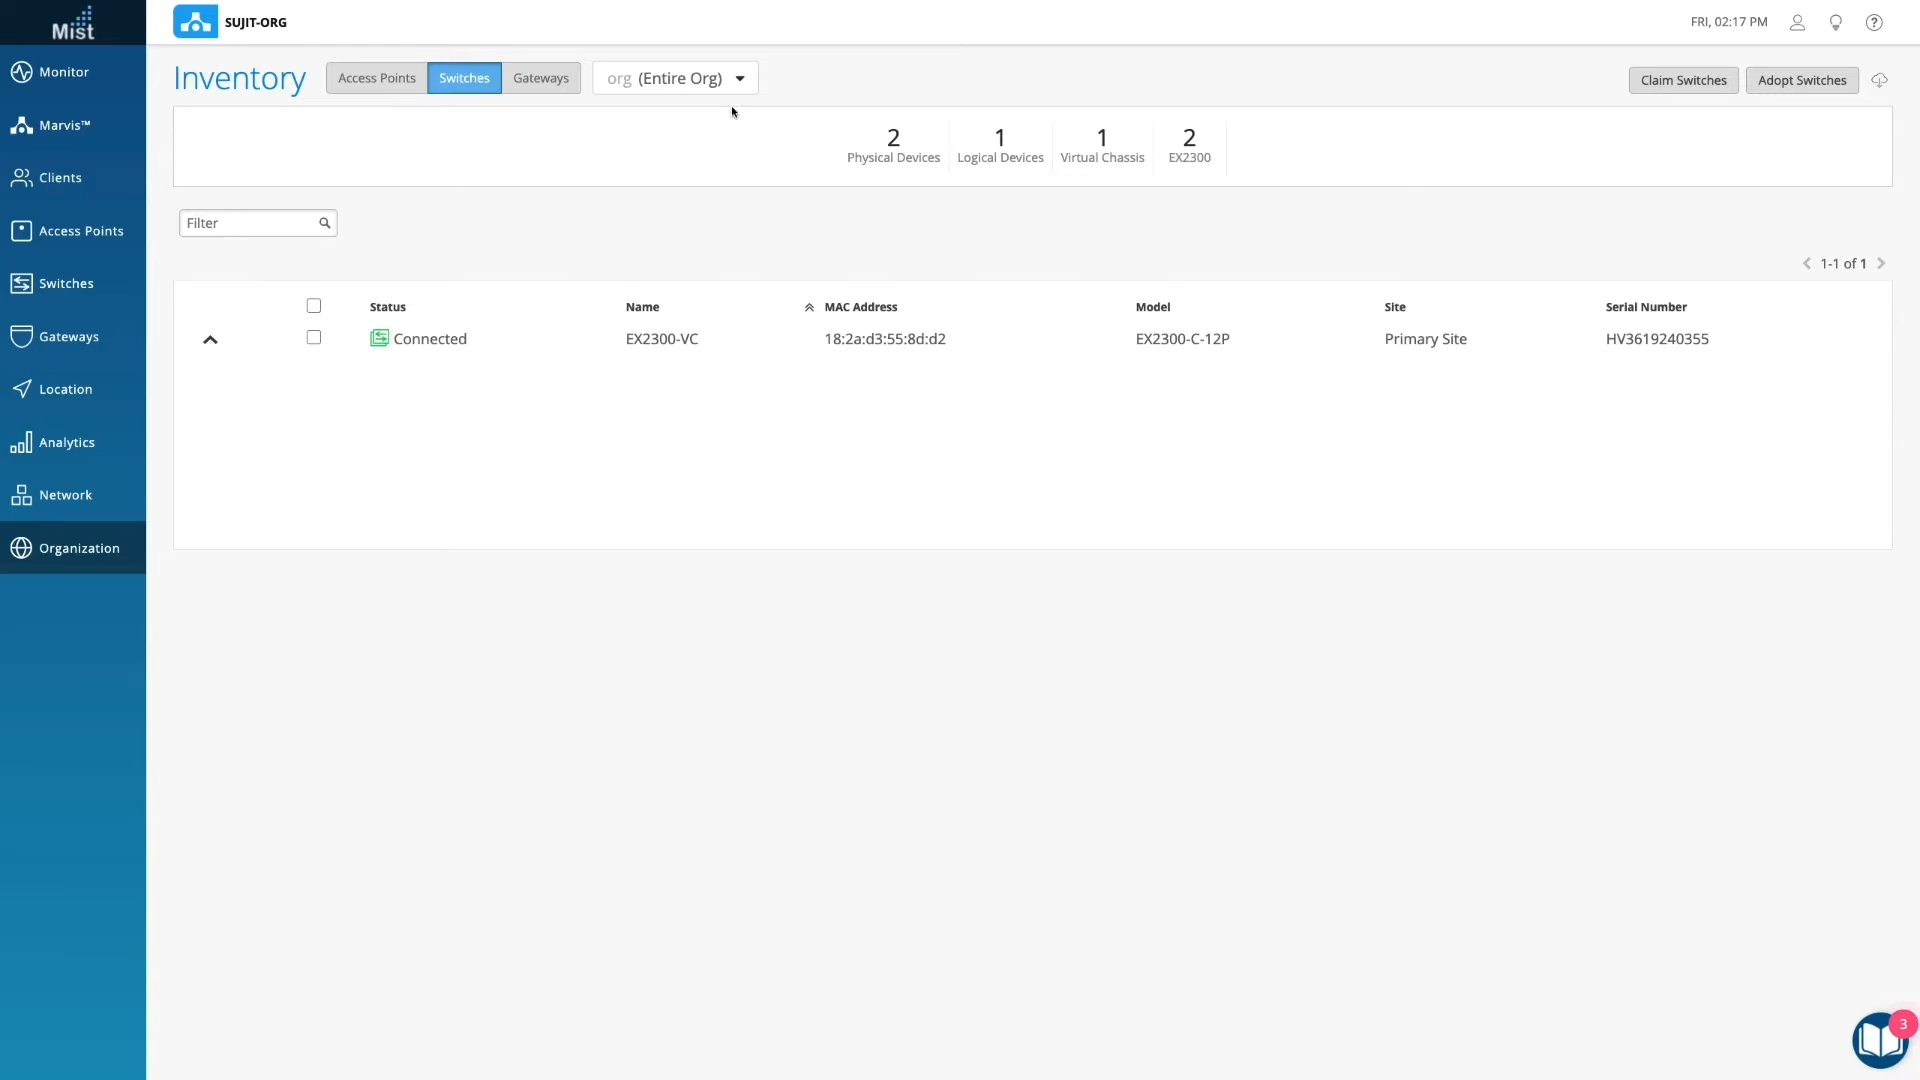 Mist
SUJIT-ORG
FRI, 02:17 PM
Monitor
Marvis™
Clients
Access Points
Switches
Gateways
Location
Analytics
Network
Organization
Inventory
Access Points
Switches
Gateways
org (Entire Org)
Claim Switches
Adopt Switches
2
Physical Devices
1
Logical Devices
1
Virtual Chassis
2
EX2300
Filter
1-1 of 1
Status Name MAC Address Model Site Serial Number
Connected EX2300-VC 18:2a:d3:55:8d:d2 EX2300-C-12P Primary Site HV3619240355
3